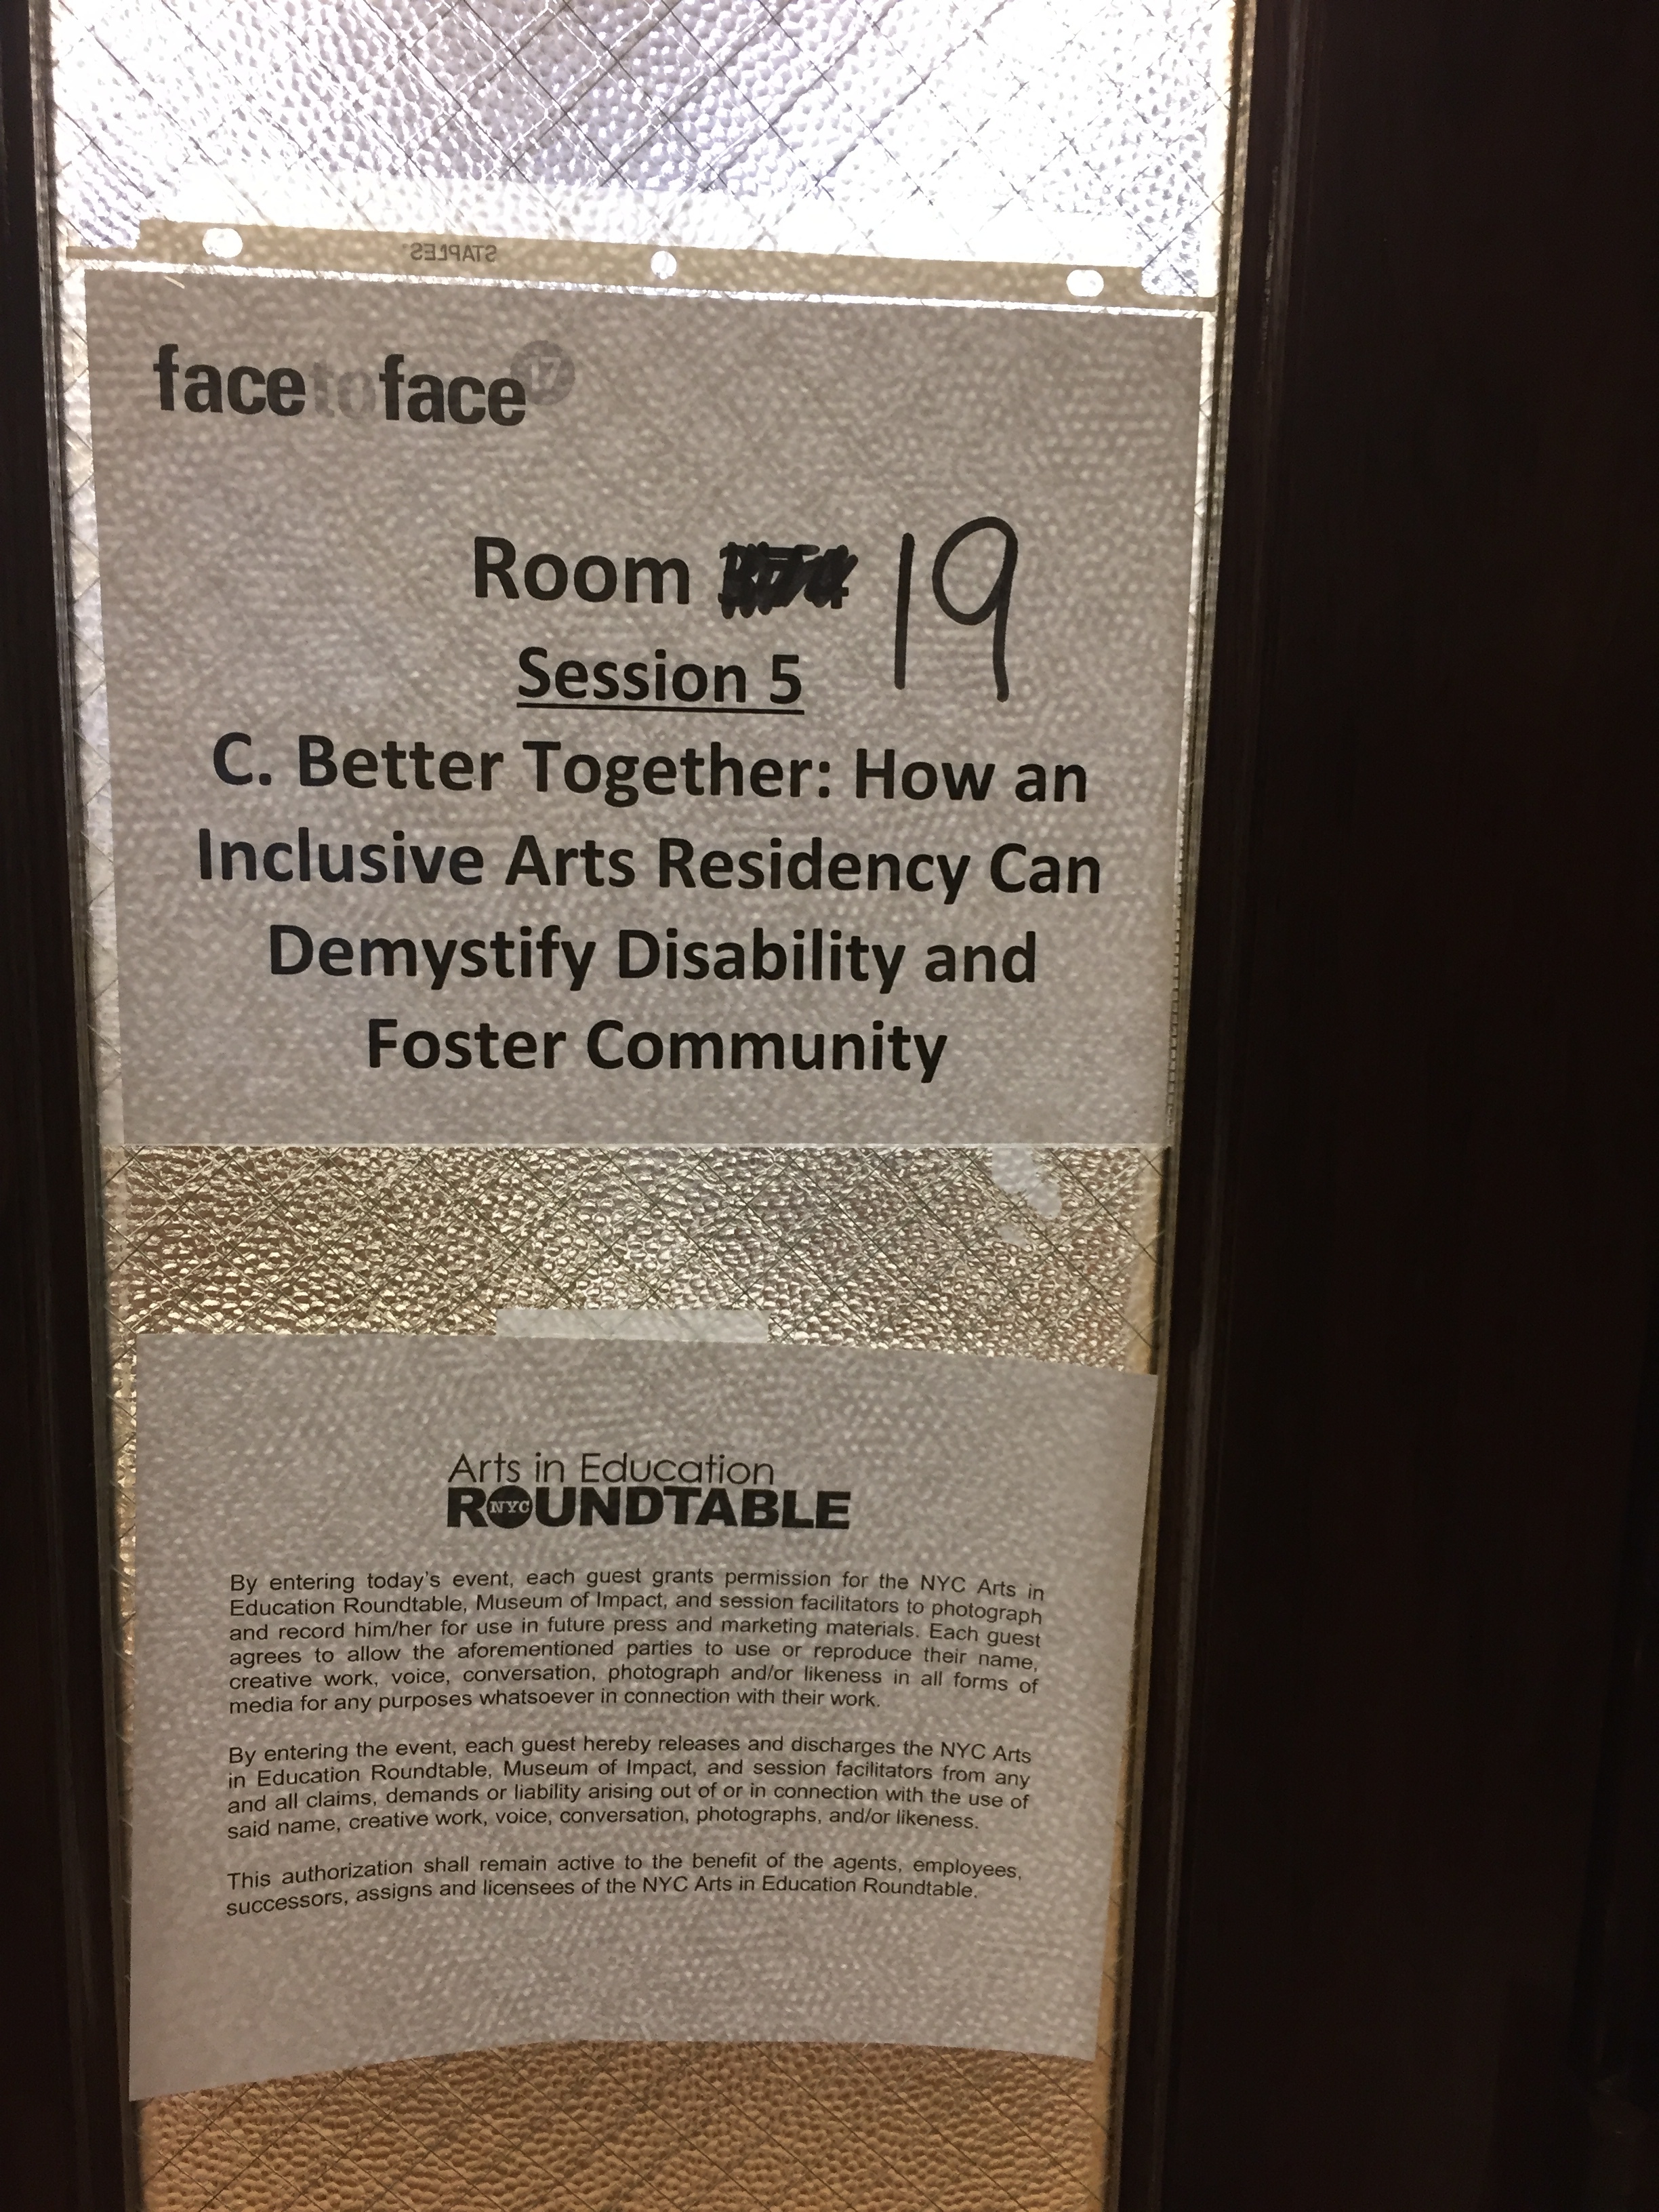 STAPLES
face to face 17
Room 19
Session 5
C. Better Together: How an
Inclusive Arts Residency Can
Demystify Disability and
Foster Community
Arts in Education
NYC ROUNDTABLE
By entering today's event, each guest grants permission for the NYC Arts in
Education Roundtable, Museum of Impact, and session facilitators to photograph
and record him/her for use in future press and marketing materials. Each guest
agrees to allow the aforementioned parties to use or reproduce their name,
creative work, voice, conversation, photograph and/or likeness in all forms of
media for any purposes whatsoever in connection with their work.
By entering the event, each guest hereby releases and discharges the NYC Arts
in Education Roundtable, Museum of Impact, and session facilitators from any
and all claims, demands or liability arising out of or in connection with the use of
said name, creative work, voice, conversation, photographs, and/or likeness.
This authorization shall remain active to the benefit of the agents, employees,
successors, assigns and licensees of the NYC Arts in Education Roundtable.